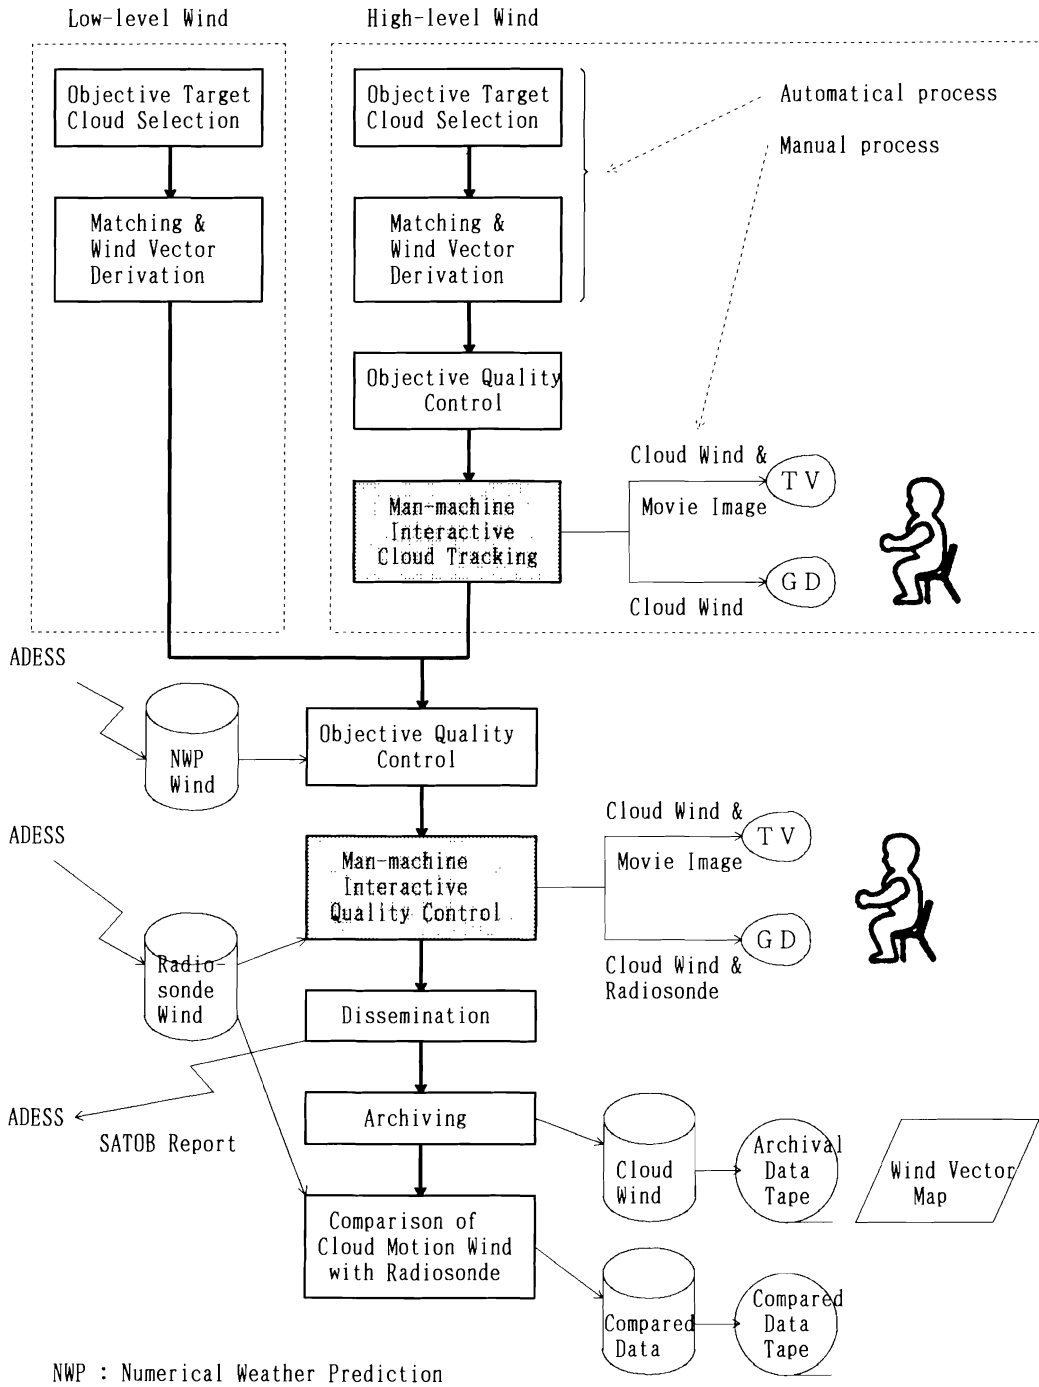 Low-level Wind
High-level Wind
Objective Target
Cloud Selection
Matching &
Wind Vector
Derivation
Objective Target
Cloud Selection
Matching &
Wind Vector
Derivation
Objective Quality
Control
Man-machine
Interactive
Cloud Tracking
Automatical process
Manual process
Cloud Wind &
TV
Movie Image
GD
Cloud Wind
ADESS
NWP
Wind
Objective Quality
Control
ADESS
Radio-
sonde
Wind
Man-machine
Interactive
Quality Control
Cloud Wind &
TV
Movie Image
GD
Cloud Wind &
Radiosonde
Dissemination
ADESS
SATOB Report
Archiving
Cloud
Wind
Archival
Data
Tape
Wind Vector
Map
Comparison of
Cloud Motion Wind
with Radiosonde
Compared
Data
Compared
Data
Tape
NWP : Numerical Weather Prediction